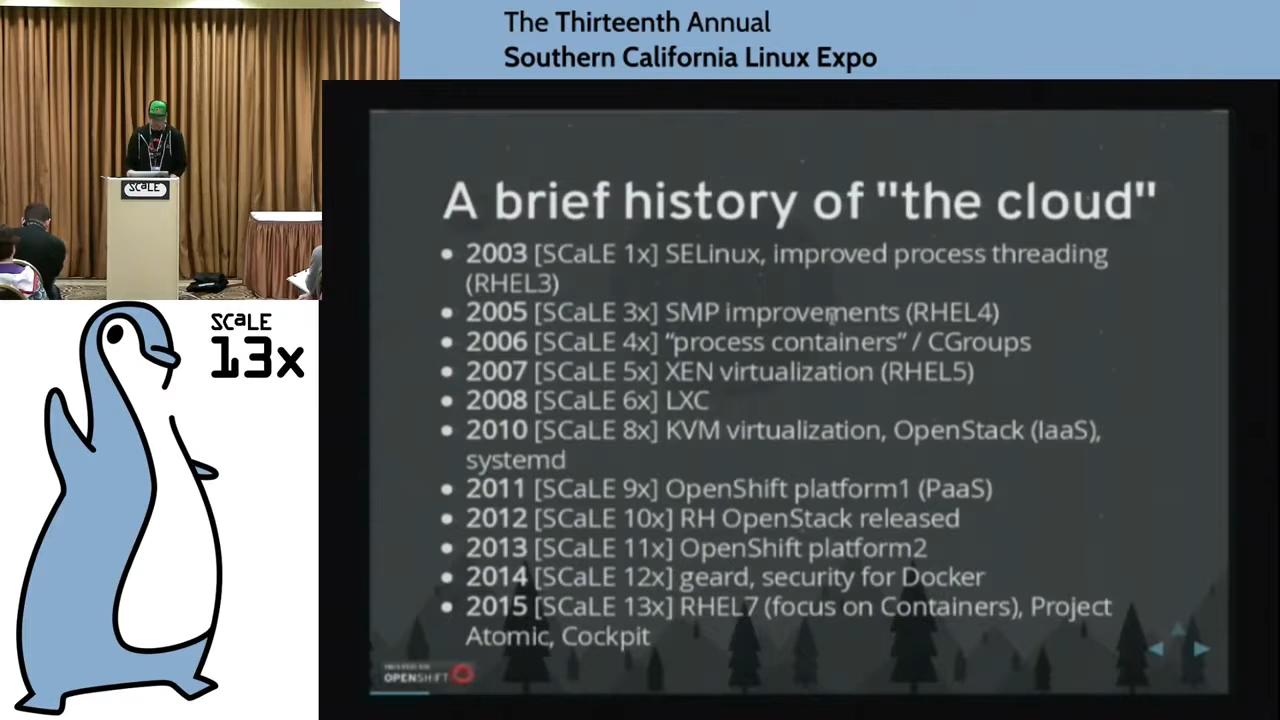 The Thirteenth Annual
Southern California Linux Expo
SCaLE
SCaLE
13x
A brief history of "the cloud"
• 2003 [SCaLE 1x] SELinux, improved process threading
(RHEL3)
• 2005 [SCaLE 3x] SMP improvements (RHEL4)
• 2006 [SCaLE 4x] “process containers” / CGroups
• 2007 [SCaLE 5x] XEN virtualization (RHEL5)
• 2008 [SCaLE 6x] LXC
• 2010 [SCaLE 8x] KVM virtualization, OpenStack (IaaS),
systemd
• 2011 [SCaLE 9x] OpenShift platform1 (PaaS)
• 2012 [SCaLE 10x] RH OpenStack released
• 2013 [SCaLE 11x] OpenShift platform2
• 2014 [SCaLE 12x] geard, security for Docker
• 2015 [SCaLE 13x] RHEL7 (focus on Containers), Project
Atomic, Cockpit
OPENSHIFT